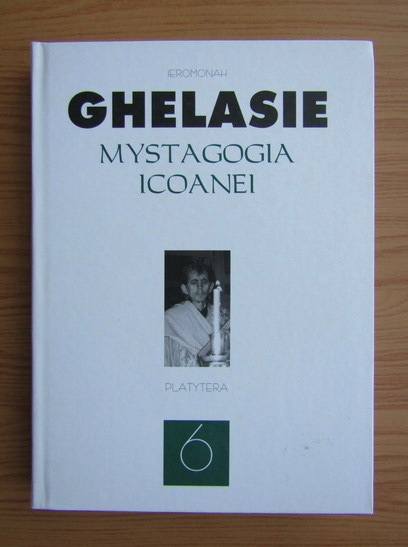 IEROMONAH
GHELASIE
MYSTAGOGIA
ICOANEI
PLATYTERA
6